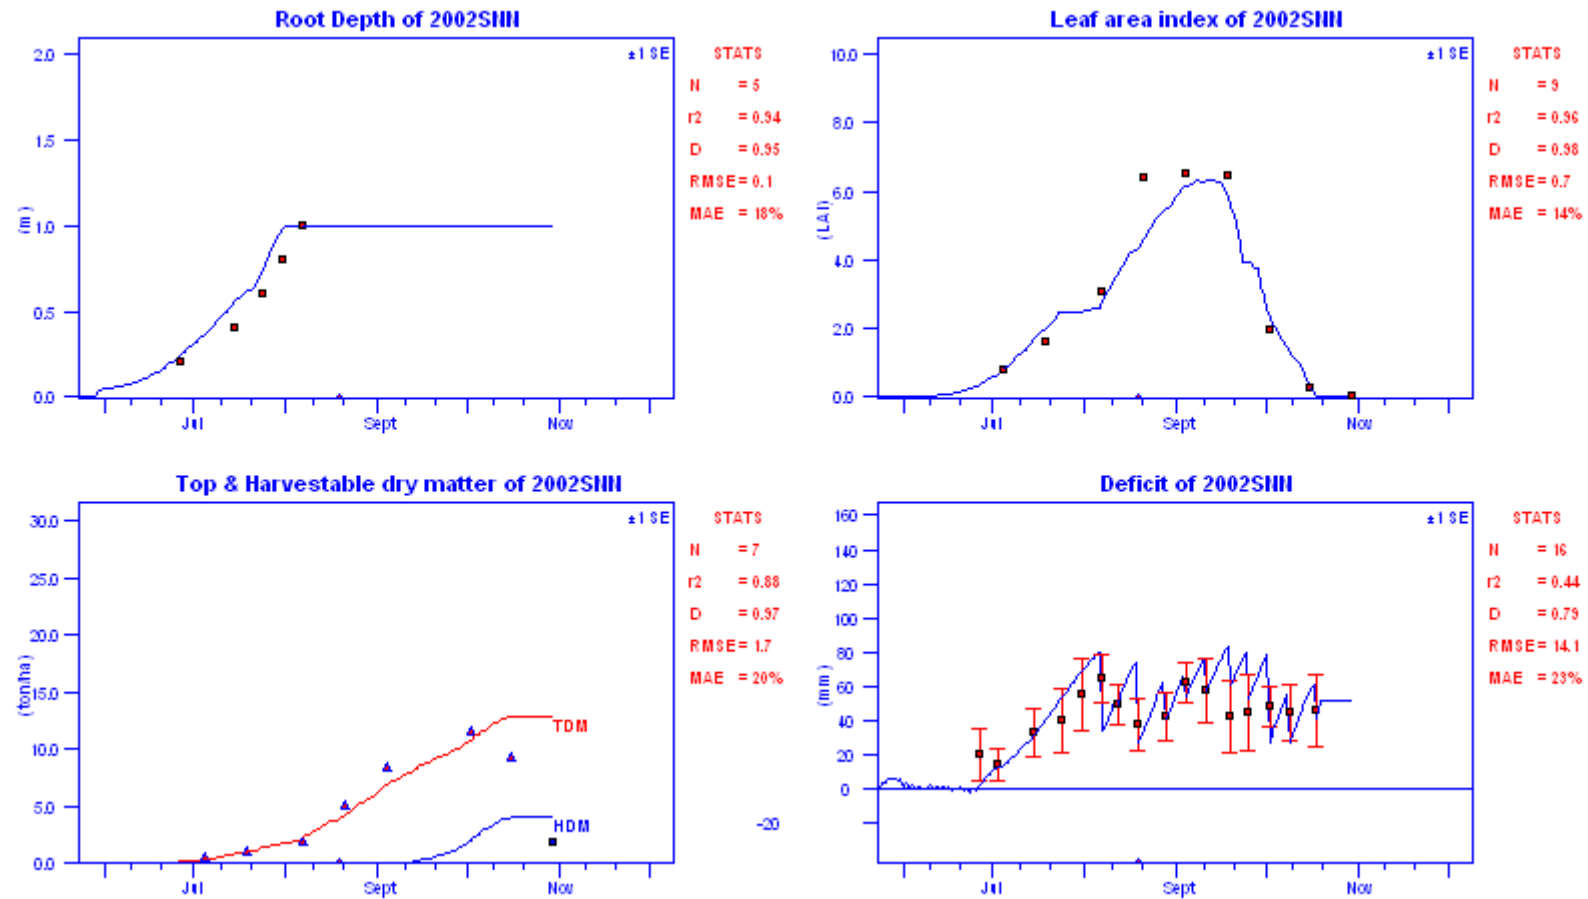 Root Depth of 2002SNN
2.0
1.5
1.0
0.5
0.0
(m)
±1 SE
Jul
Sept
Nov
STATS
N = 5
r2 = 0.94
D = 0.95
RMSE = 0.1
MAE = 18%
Leaf area index of 2002SNN
10.0
8.0
6.0
4.0
2.0
0.0
(LAI)
±1 SE
Jul
Sept
Nov
STATS
N = 9
r2 = 0.96
D = 0.98
RMSE = 0.7
MAE = 14%
Top & Harvestable dry matter of 2002SNN
30.0
25.0
20.0
15.0
10.0
5.0
0.0
(ton/ha)
±1 SE
TDM
HDM
Jul
Sept
Nov
STATS
N = 7
r2 = 0.88
D = 0.97
RMSE = 1.7
MAE = 20%
Deficit of 2002SNN
160
140
120
100
80
60
40
20
0
-20
(mm)
±1 SE
Jul
Sept
Nov
STATS
N = 16
r2 = 0.44
D = 0.79
RMSE = 14.1
MAE = 23%